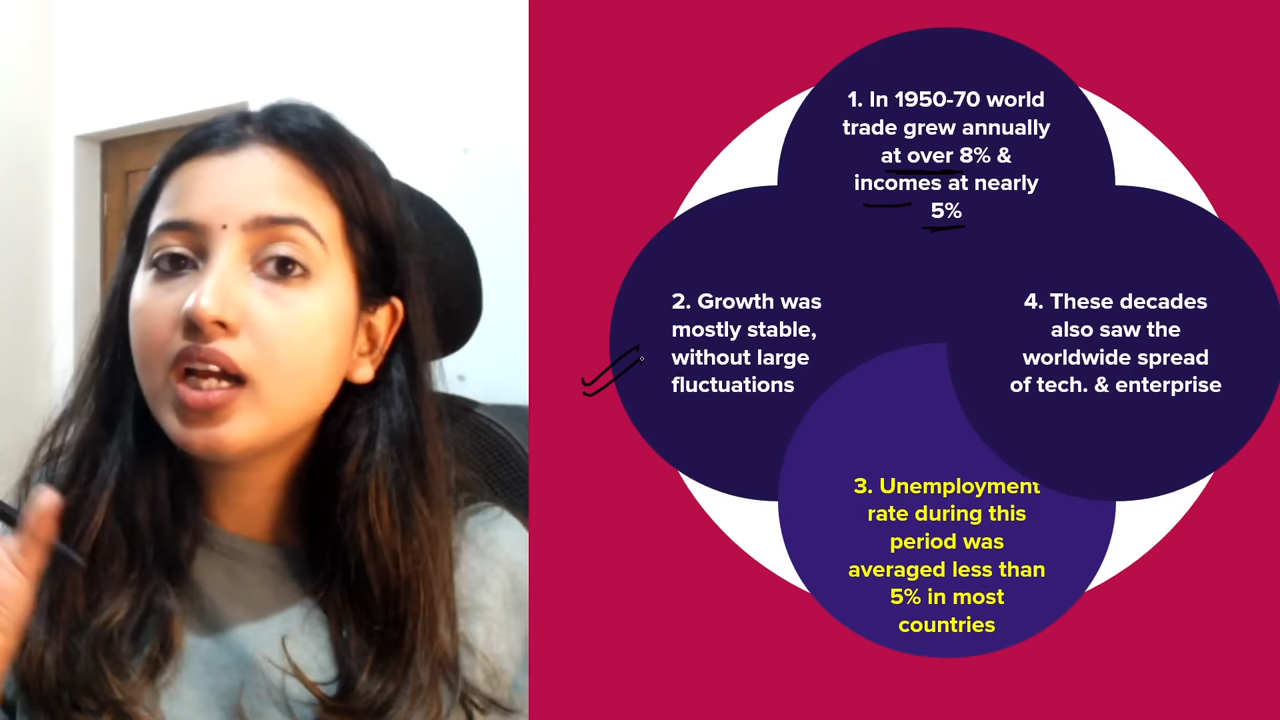 1. In 1950-70 world
trade grew annually
at over 8% &
incomes at nearly
5%
2. Growth was
mostly stable,
without large
fluctuations
3. Unemployment
rate during this
period was
averaged less than
5% in most
countries
4. These decades
also saw the
worldwide spread
of tech. & enterprise